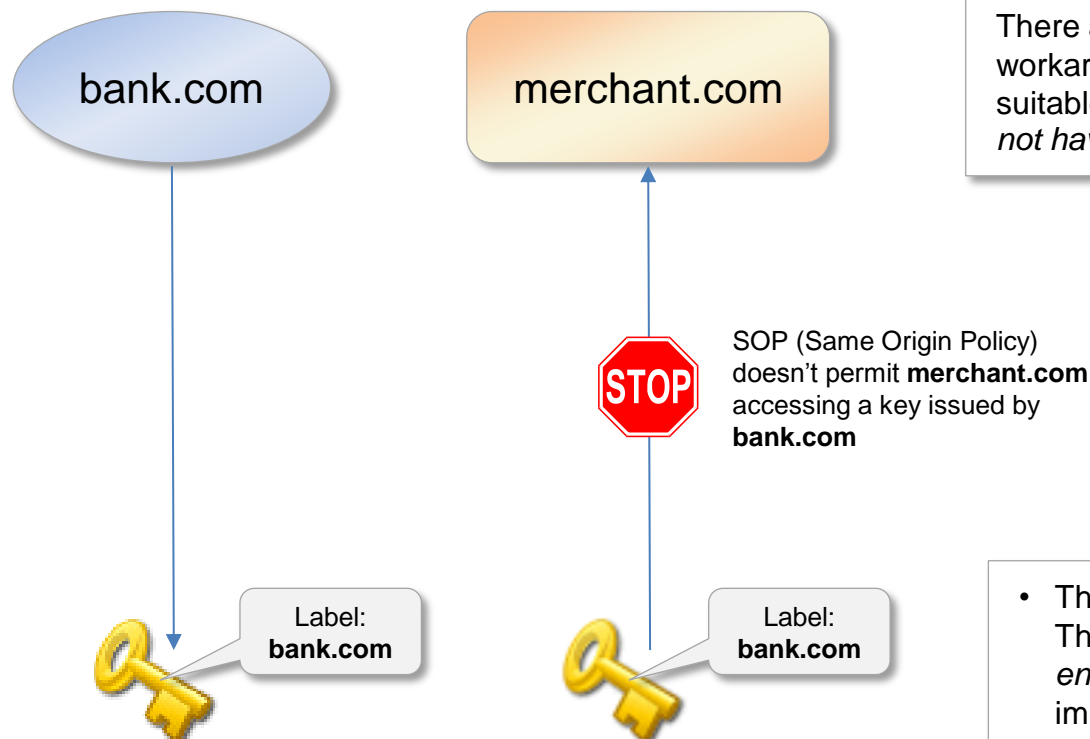 bank.com
merchant.com
There
workar
suitabl
not hav
STOP
SOP (Same Origin Policy)
doesn’t permit merchant.com
accessing a key issued by
bank.com
Label:
bank.com
Label:
bank.com
• Th
Th
en
im